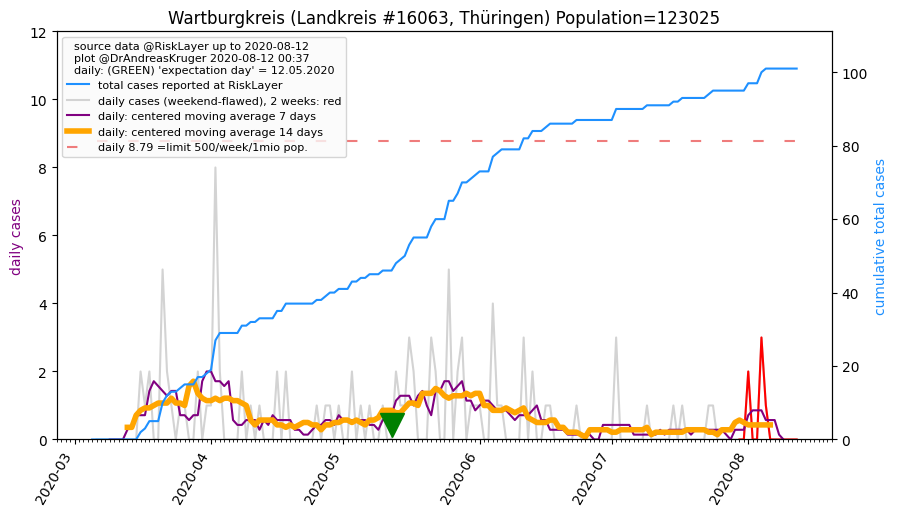 Wartburgkreis (Landkreis #16063, Thüringen) Population=123025
source data @RiskLayer up to 2020-08-12
plot @DrAndreasKruger 2020-08-12 00:37
daily: (GREEN) 'expectation day' = 12.05.2020
total cases reported at RiskLayer
daily cases (weekend-flawed), 2 weeks: red
daily: centered moving average 7 days
daily: centered moving average 14 days
daily 8.79 =limit 500/week/1mio pop.
daily cases
12
10
8
6
4
2
0
cumulative total cases
100
80
60
40
20
0
2020-03
2020-04
2020-05
2020-06
2020-07
2020-08